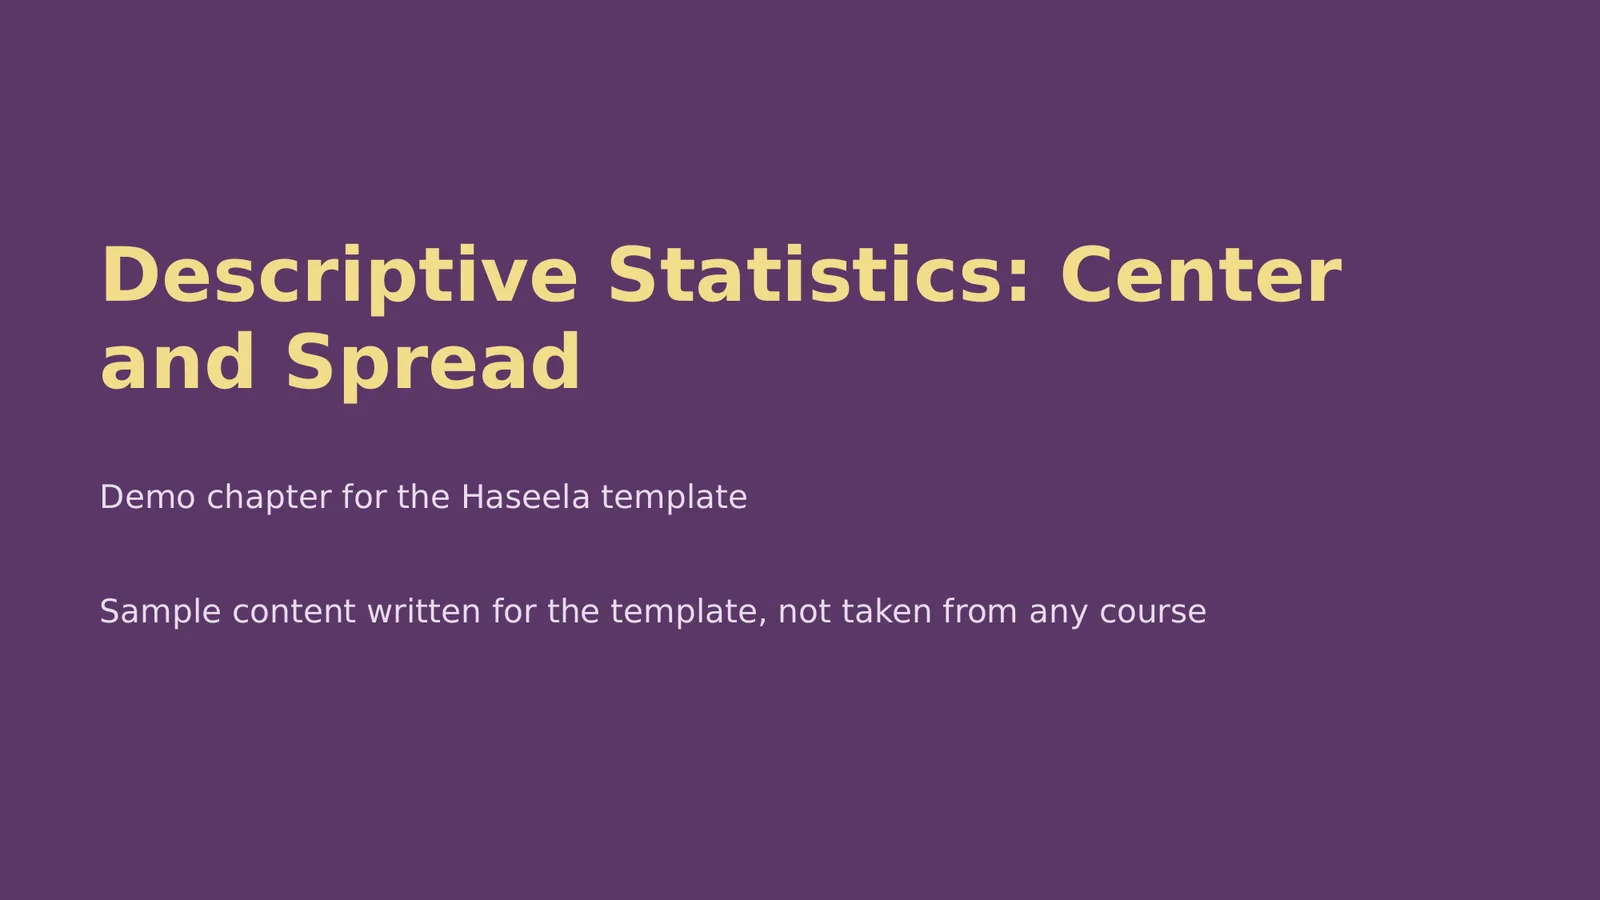 Descriptive Statistics: Center
and Spread
Demo chapter for the Haseela template
Sample content written for the template, not taken from any course